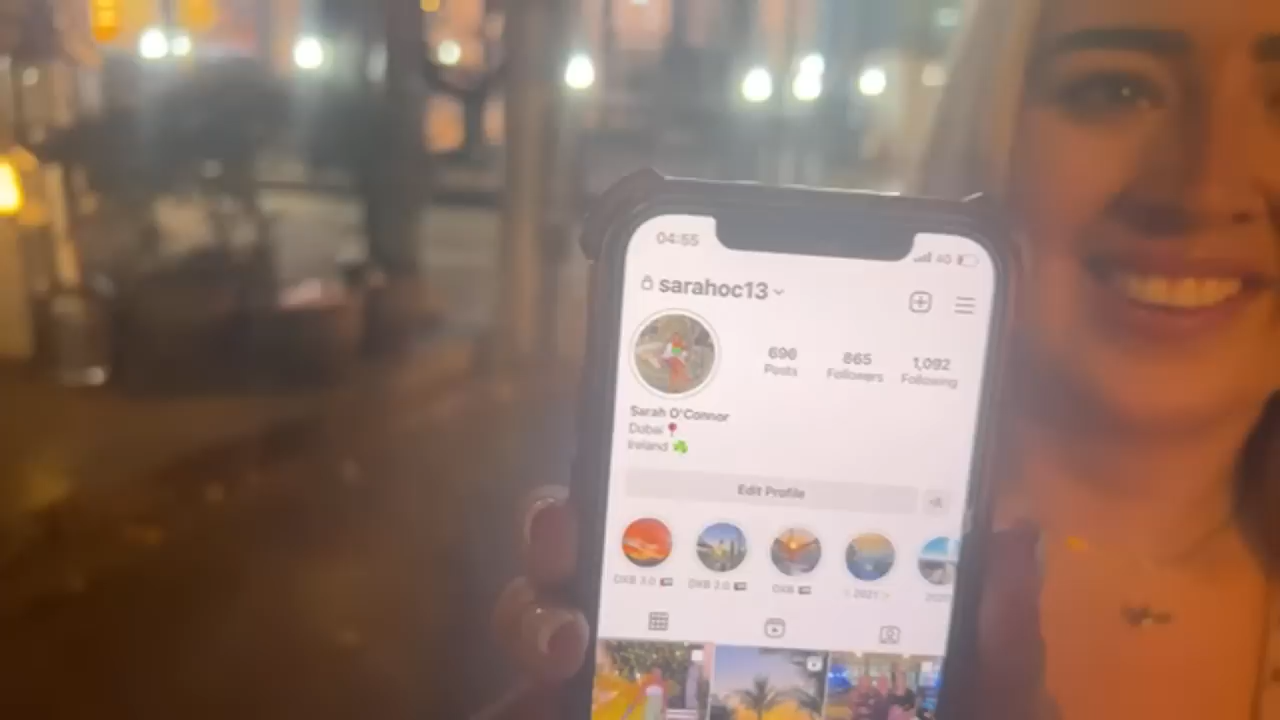 04:55
4G
sarahoc13
696 865 1,092
Posts Followers Following
Sarah O'Connor
Dubai
Ireland
Edit Profile
DXB 3.0 DXB 2.0 DXB 2021